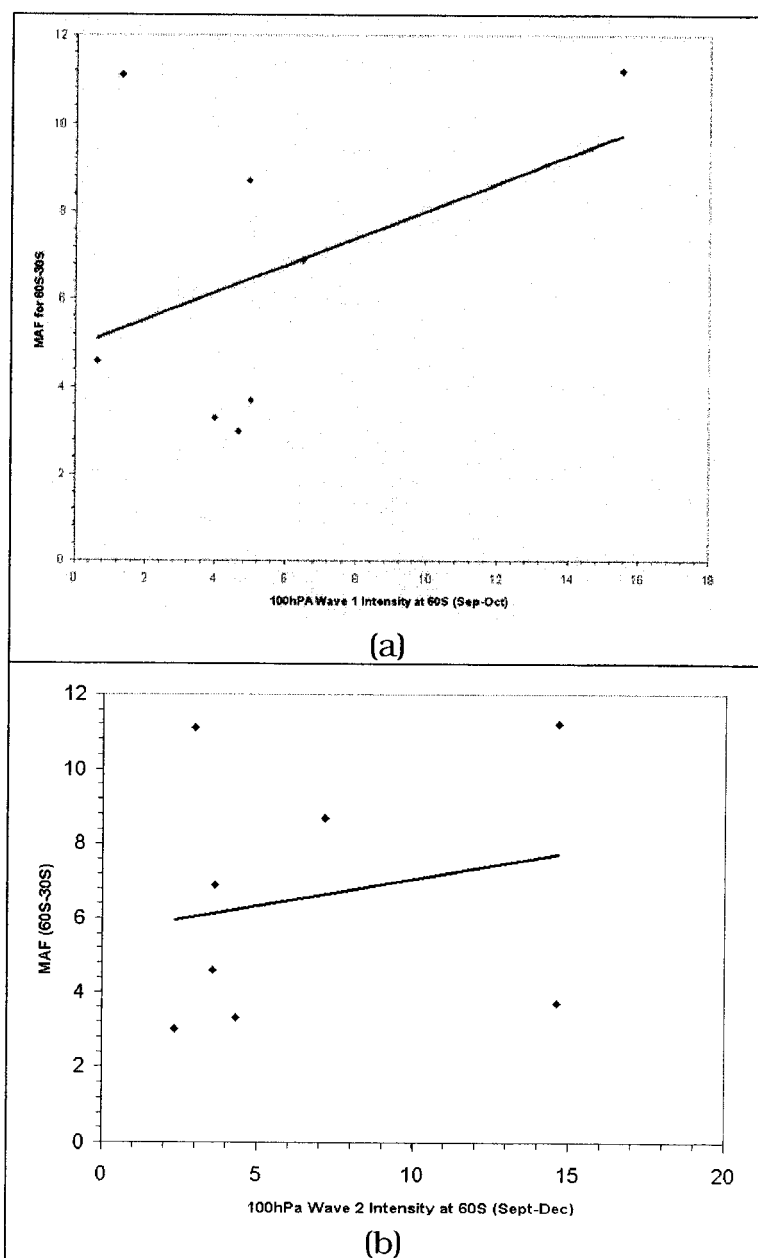 12
10
8
6
4
2
0
MAF for 60S-30S
0 2 4 6 8 10 12 14 16 18
100hPA Wave 1 Intensity at 60S (Sep-Oct)
(a)
12
10
8
6
4
2
0
MAF (60S-30S)
0 5 10 15 20
100hPa Wave 2 Intensity at 60S (Sept-Dec)
(b)